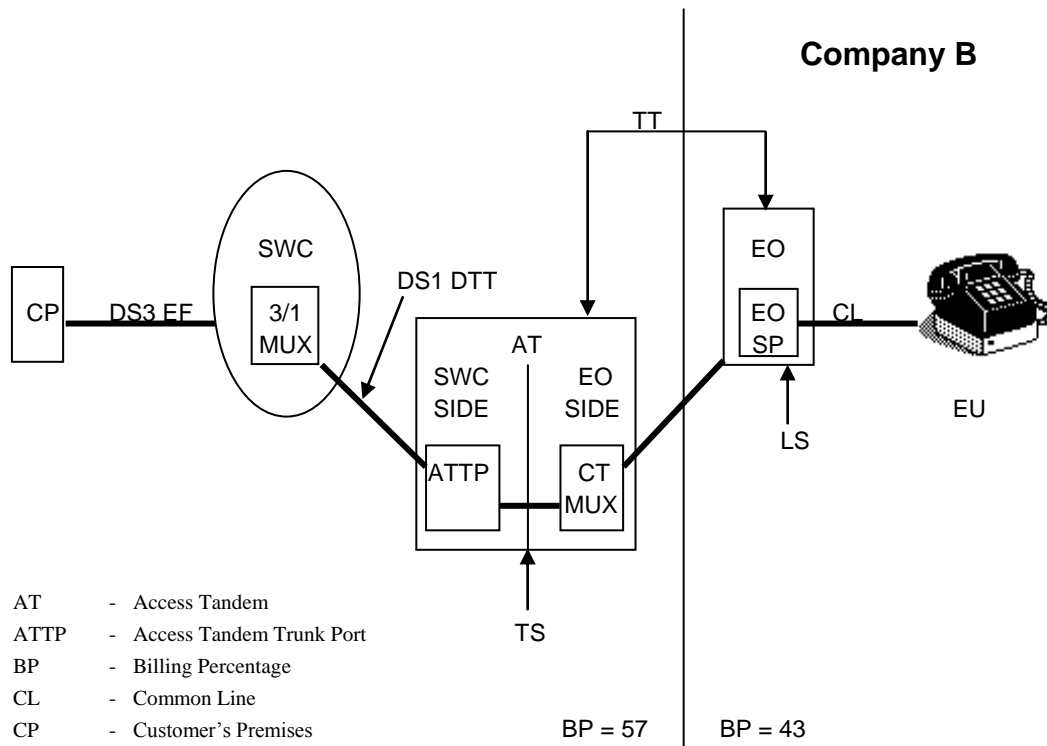 Company B
TT
SWC
EO
DS1 DTT
CP
DS3 EF
3/1
MUX
EO
SP
CL
AT
SWC
SIDE
EO
SIDE
EU
LS
ATTP
CT
MUX
TS
AT - Access Tandem
ATTP - Access Tandem Trunk Port
BP - Billing Percentage
CL - Common Line
CP - Customer’s Premises
BP = 57
BP = 43